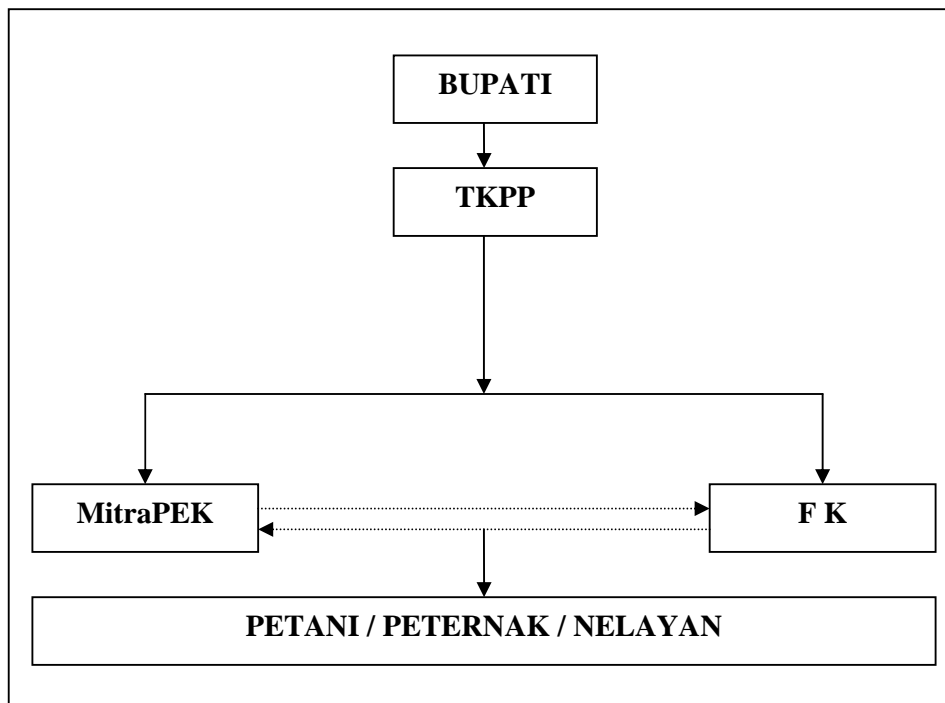 BUPATI
TKPP
MitraPEK
F K
PETANI / PETERNAK / NELAYAN